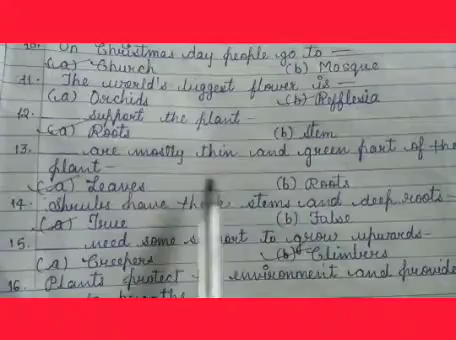 10. On Christmas day people go to —
(a) Church (b) Mosque
11. The world's biggest flower is —
(a) Orchids (b) Refflesia
12. support the plant -
(a) Roots (b) Stem
13. are mostly thin and green part of the
plant -
(a) Leaves (b) Roots
14. have stems and deep roots -
(a) True (b) False
15. need some to grow upwards -
(a) Creepers (b) Climbers
16. Plants protect environment and provide